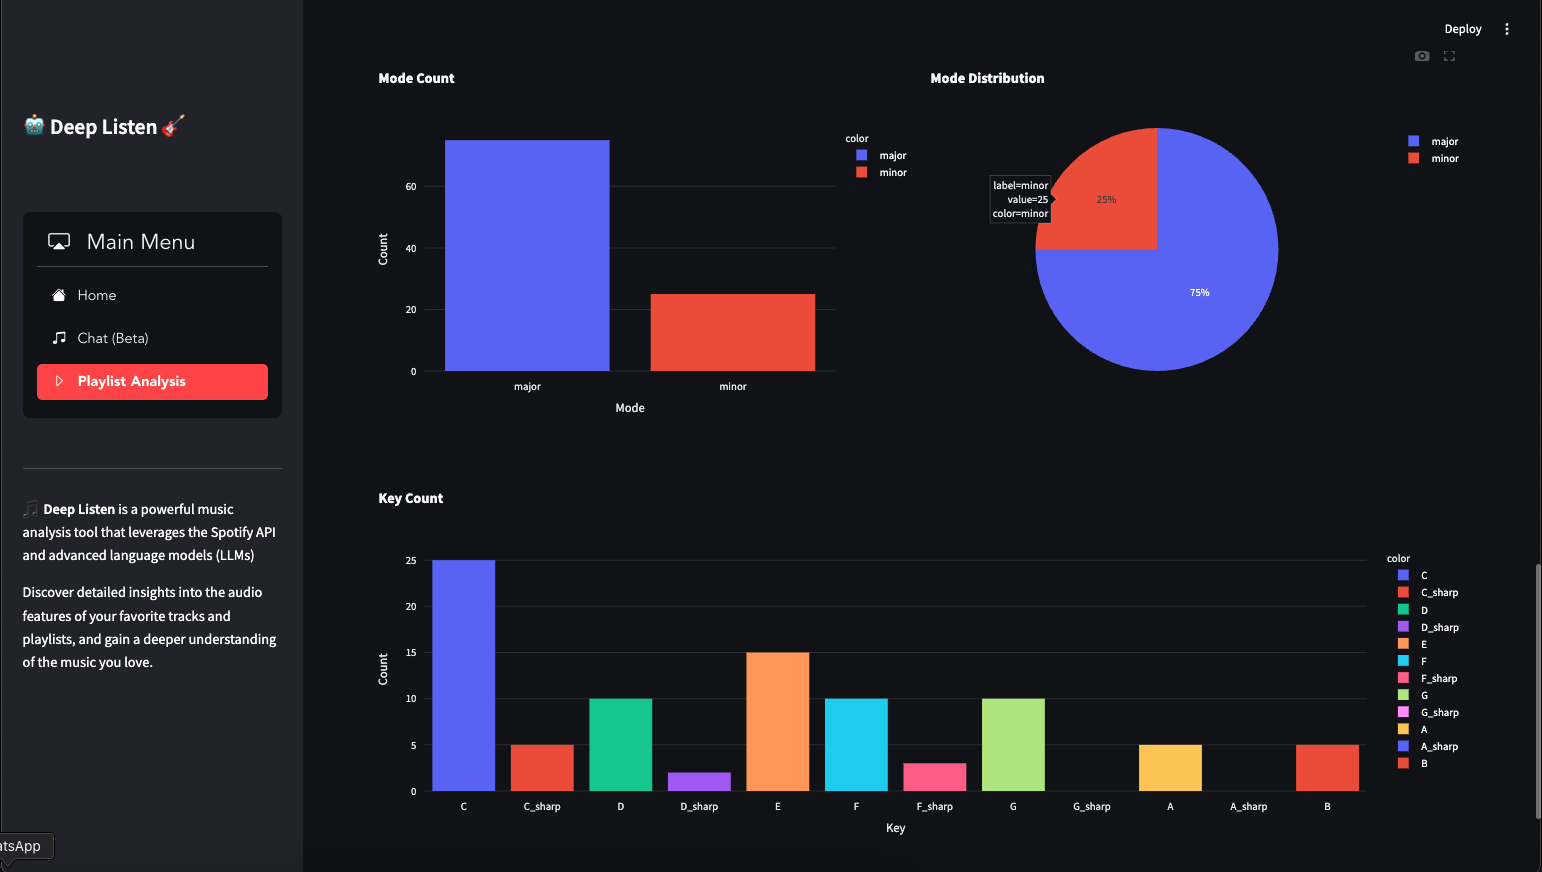 Deploy
Deep Listen
Main Menu
Home
Chat (Beta)
Playlist Analysis
Deep Listen is a powerful music
analysis tool that leverages the Spotify API
and advanced language models (LLMs)
Discover detailed insights into the audio
features of your favorite tracks and
playlists, and gain a deeper understanding
of the music you love.
Mode Count
60
40
20
0
Count
major
minor
Mode
color
major
minor
Mode Distribution
label=minor
value=25
color=minor
25%
75%
major
minor
Key Count
25
20
15
10
5
0
Count
C
C_sharp
D
D_sharp
E
F
F_sharp
G
G_sharp
A
A_sharp
B
Key
color
C
C_sharp
D
D_sharp
E
F
F_sharp
G
G_sharp
A
A_sharp
B
atsApp